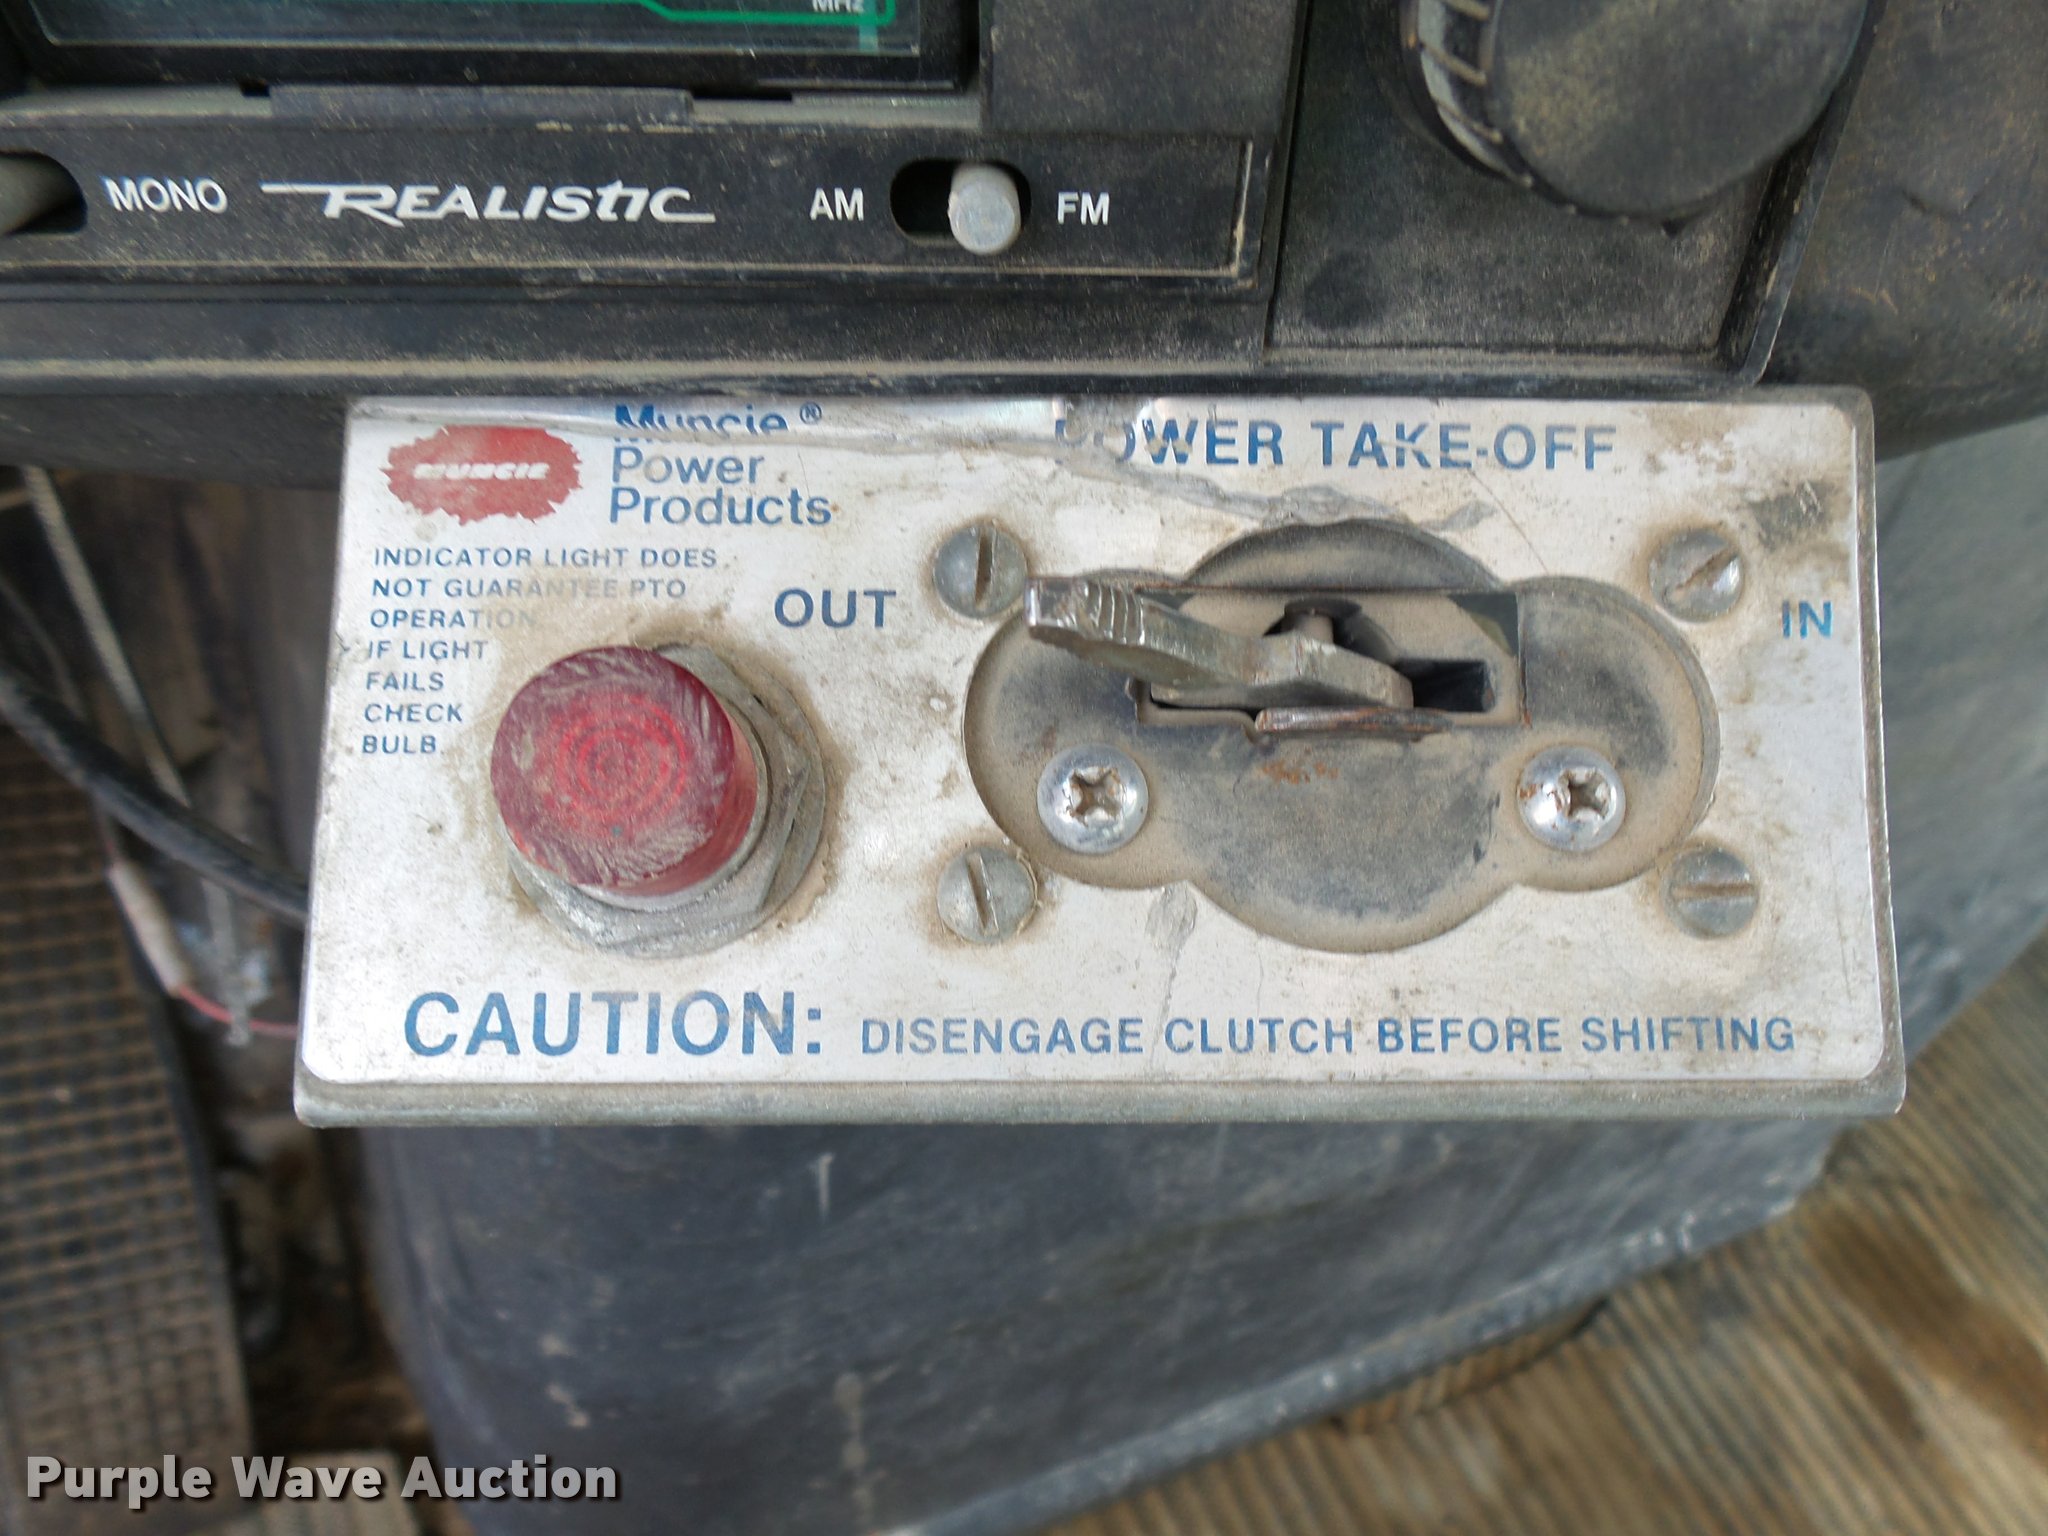 MHz
MONO REALISTIC AM FM
MUNCIE
Muncie®
Power
Products
POWER TAKE-OFF
INDICATOR LIGHT DOES
NOT GUARANTEE PTO
OPERATION
IF LIGHT
FAILS
CHECK
BULB
OUT
IN
CAUTION: DISENGAGE CLUTCH BEFORE SHIFTING
Purple Wave Auction